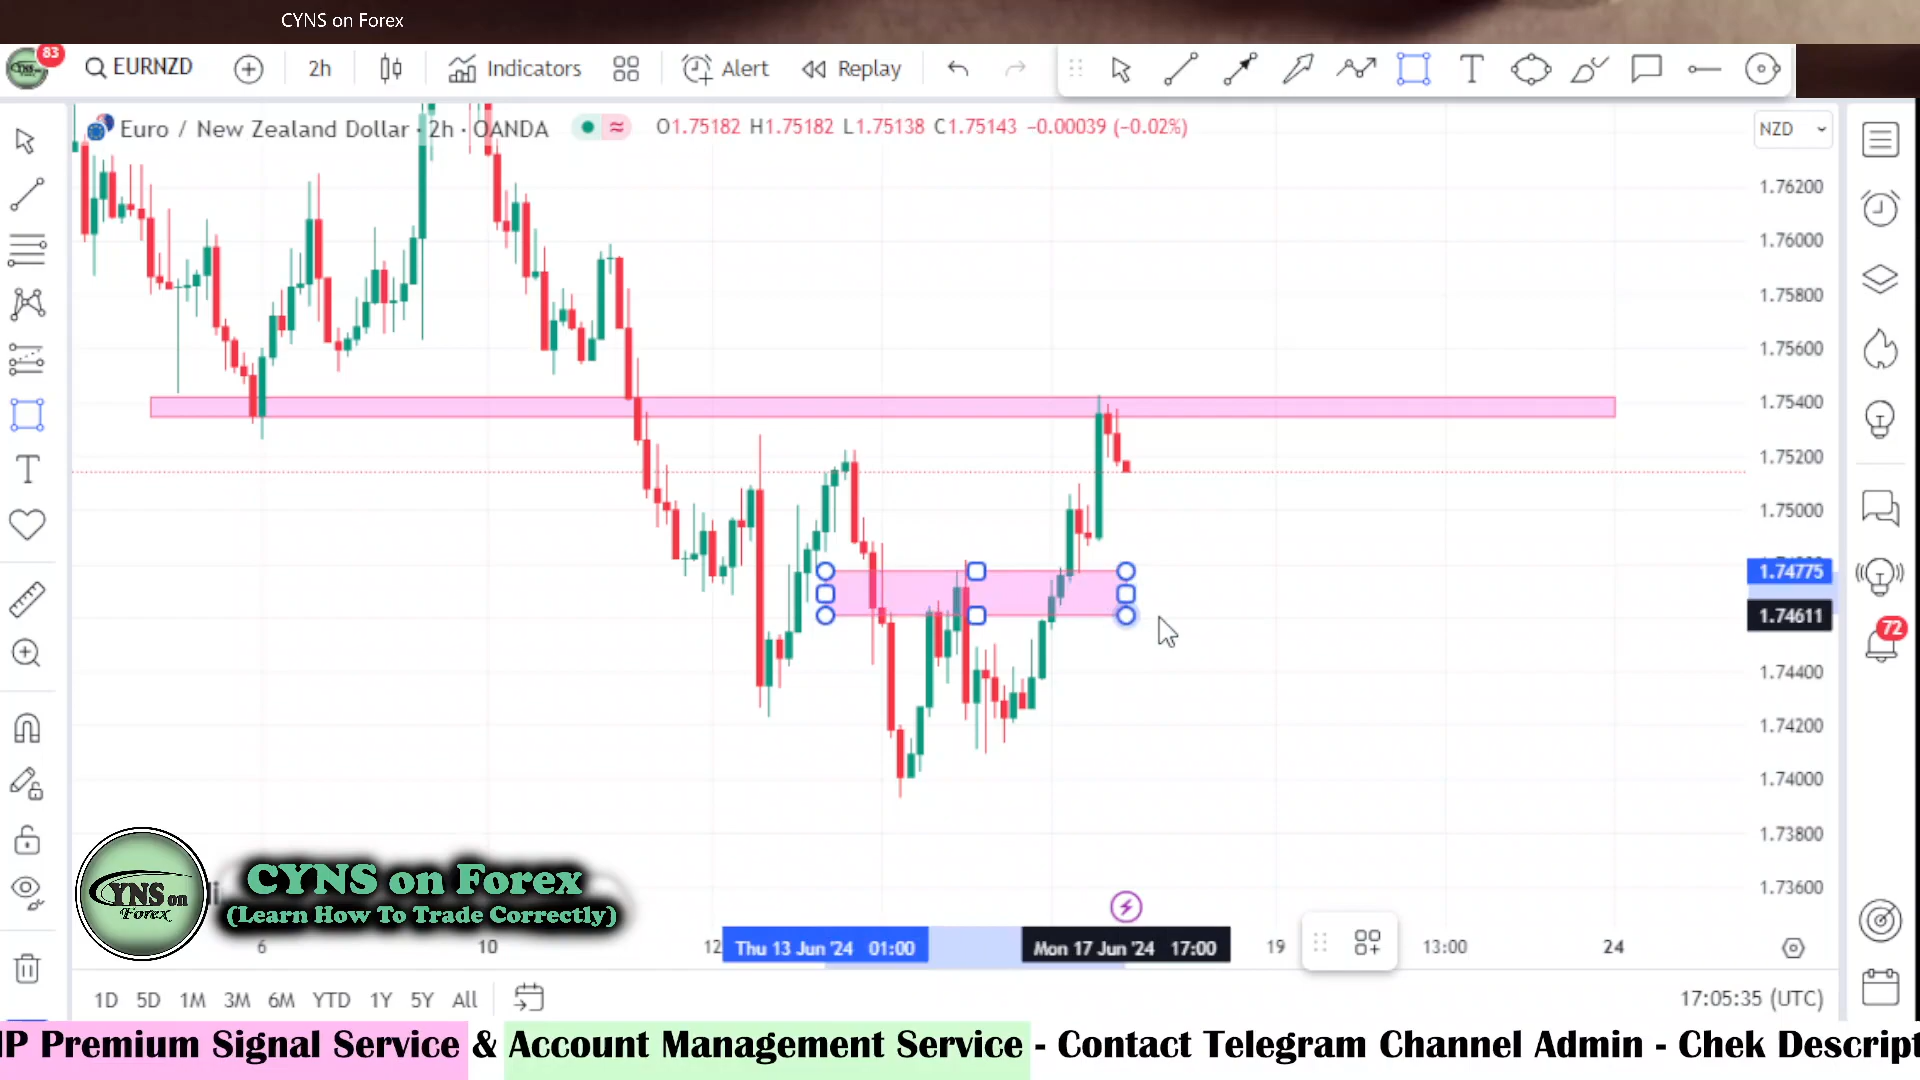 CYNS on Forex
83
EURNZD
2h
Indicators
Alert
Replay
Euro / New Zealand Dollar · 2h · OANDA
O1.75182 H1.75182 L1.75138 C1.75143 −0.00039 (−0.02%)
NZD
1.76200
1.76000
1.75800
1.75600
1.75400
1.75200
1.75000
1.74775
1.74611
1.74400
1.74200
1.74000
1.73800
1.73600
72
CYNS on Forex
(Learn How To Trade Correctly)
YNS on
Forex
6
10
12
Thu 13 Jun '24 01:00
Mon 17 Jun '24 17:00
19
13:00
24
1D 5D 1M 3M 6M YTD 1Y 5Y All
17:05:35 (UTC)
IP Premium Signal Service & Account Management Service - Contact Telegram Channel Admin - Chek Descript